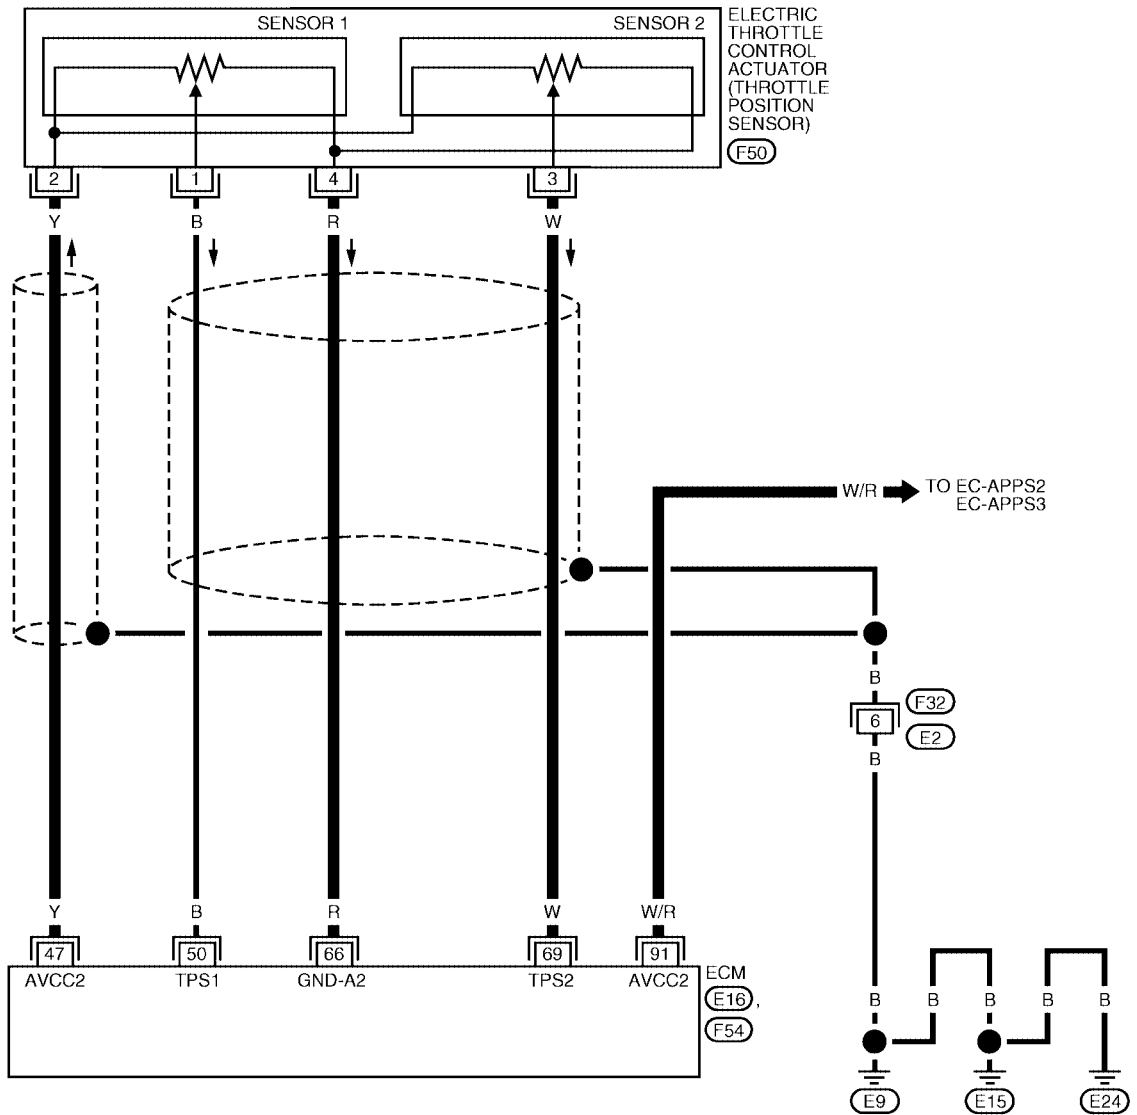 SENSOR 1
SENSOR 2
ELECTRIC
THROTTLE
CONTROL
ACTUATOR
(THROTTLE
POSITION
SENSOR)
F50
2 1 4 3
Y B R W
W/R
TO EC-APPS2
EC-APPS3
B
F32
6
E2
B
Y B R W W/R
47 50 66 69 91
AVCC2 TPS1 GND-A2 TPS2 AVCC2
ECM
E16,
F54
B B B B B
E9 E15 E24